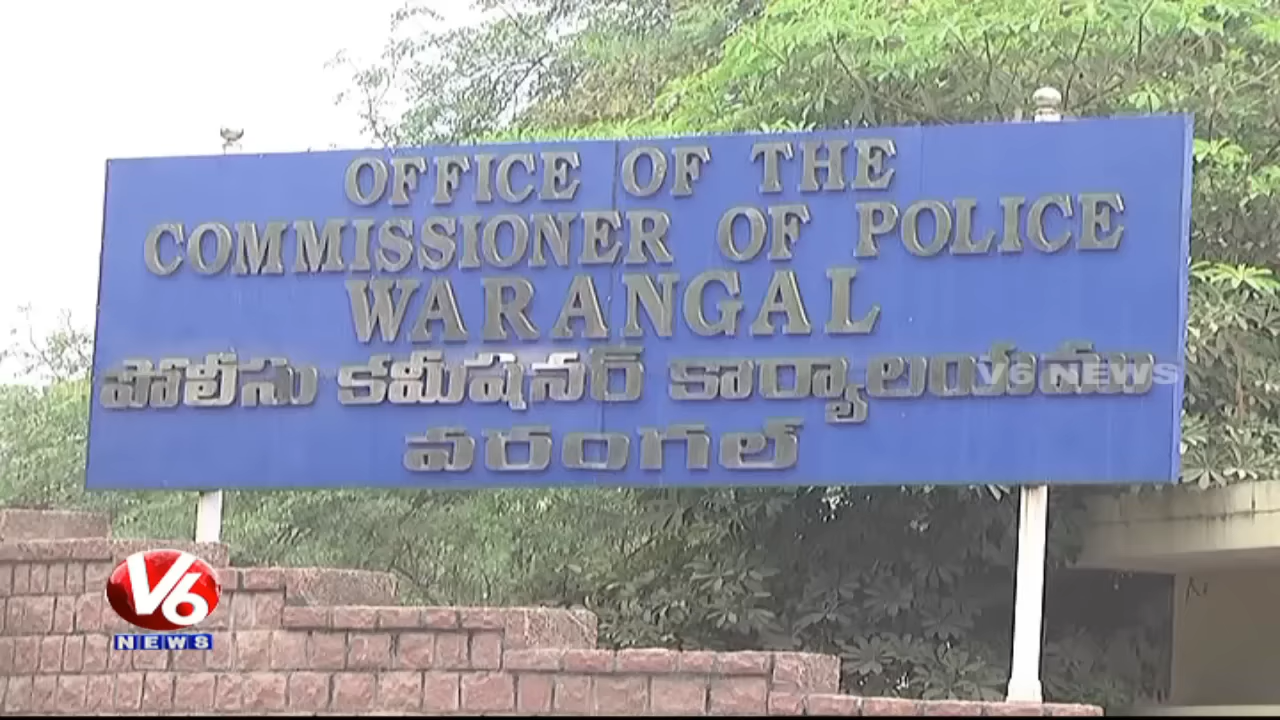 OFFICE OF THE
COMMISSIONER OF POLICE
WARANGAL
పోలీసు కమీషనర్ కార్యాలయము
వరంగల్
V6 NEWS
V6
NEWS